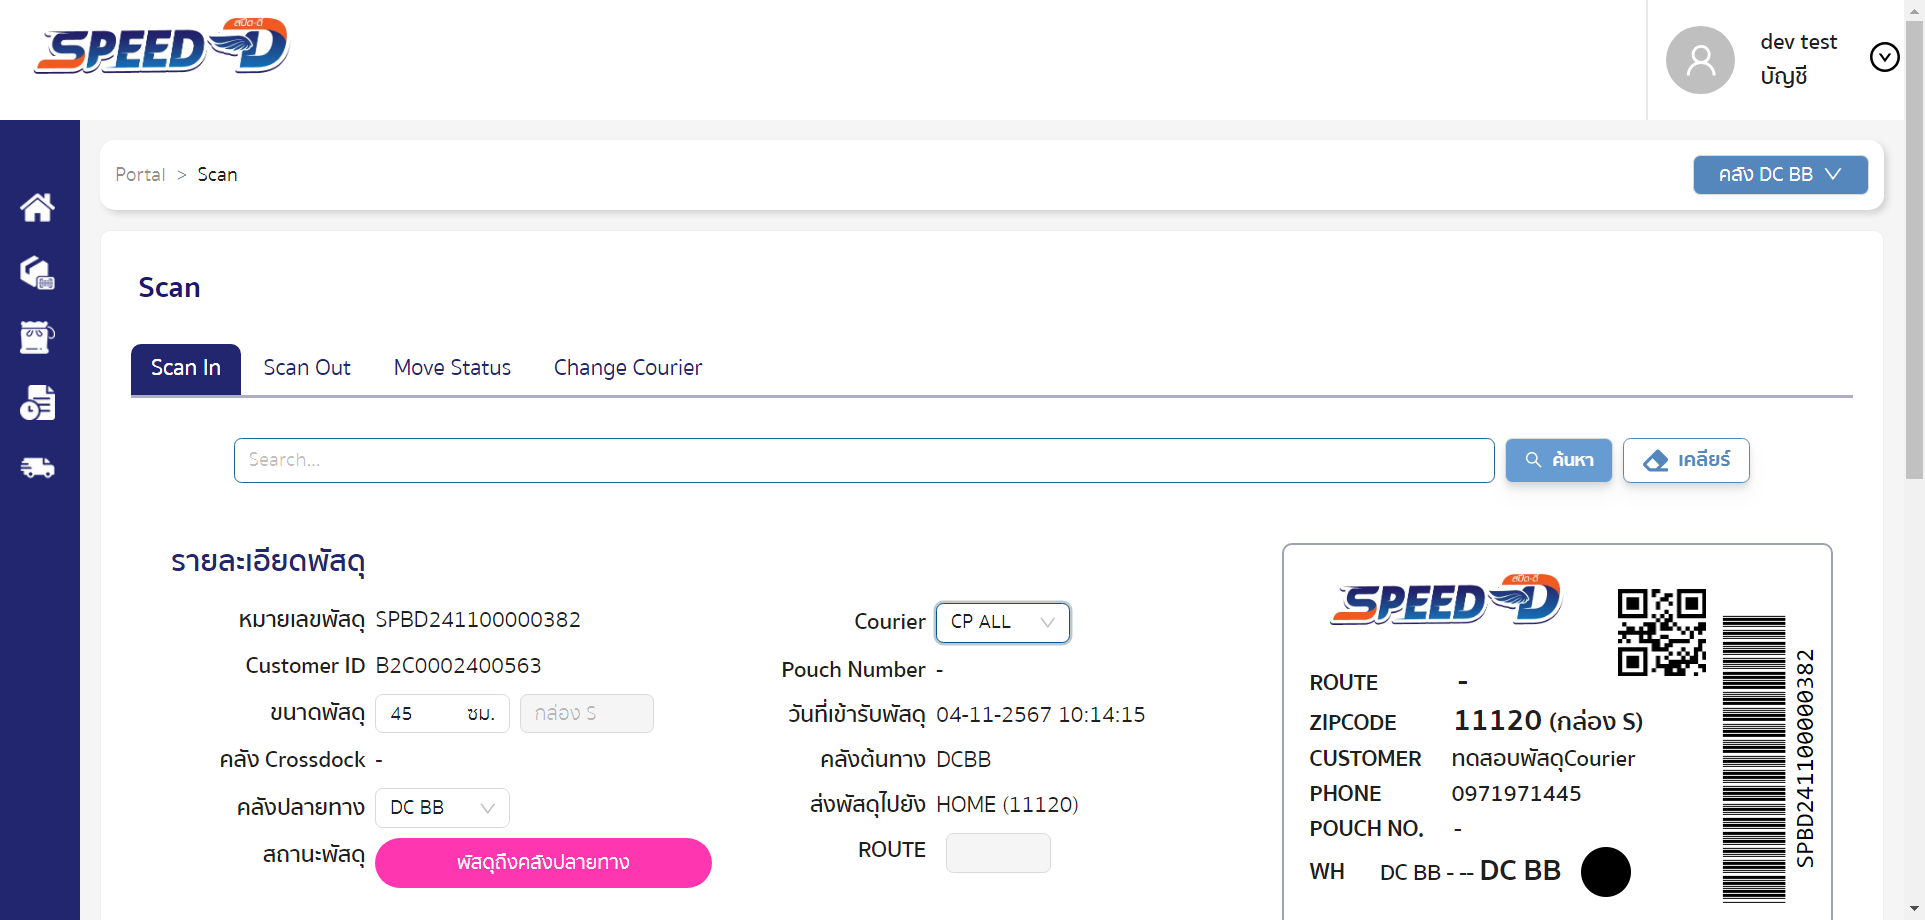 สปีด-ดี
SPEED-D
dev test
บัญชี
Portal > Scan
คลัง DC BB
Scan
Scan In
Scan Out
Move Status
Change Courier
Search...
ค้นหา
เคลียร์
รายละเอียดพัสดุ
หมายเลขพัสดุ SPBD241100000382
Customer ID B2C0002400563
ขนาดพัสดุ 45 ซม. กล่อง S
คลัง Crossdock -
คลังปลายทาง DC BB
สถานะพัสดุ พัสดุถึงคลังปลายทาง
Courier CP ALL
Pouch Number -
วันที่เข้ารับพัสดุ 04-11-2567 10:14:15
คลังต้นทาง DCBB
ส่งพัสดุไปยัง HOME (11120)
ROUTE
สปีด-ดี
SPEED-D
ROUTE -
ZIPCODE 11120 (กล่อง S)
CUSTOMER ทดสอบพัสดุCourier
PHONE 0971971445
POUCH NO. -
WH DC BB - -- DC BB
SPBD241100000382